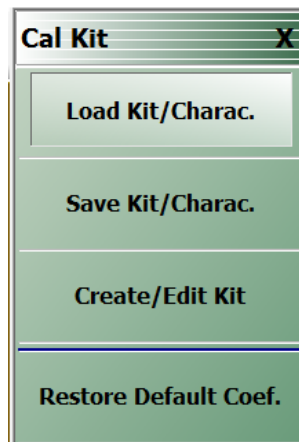 Cal Kit X
Load Kit/Charac.
Save Kit/Charac.
Create/Edit Kit
Restore Default Coef.